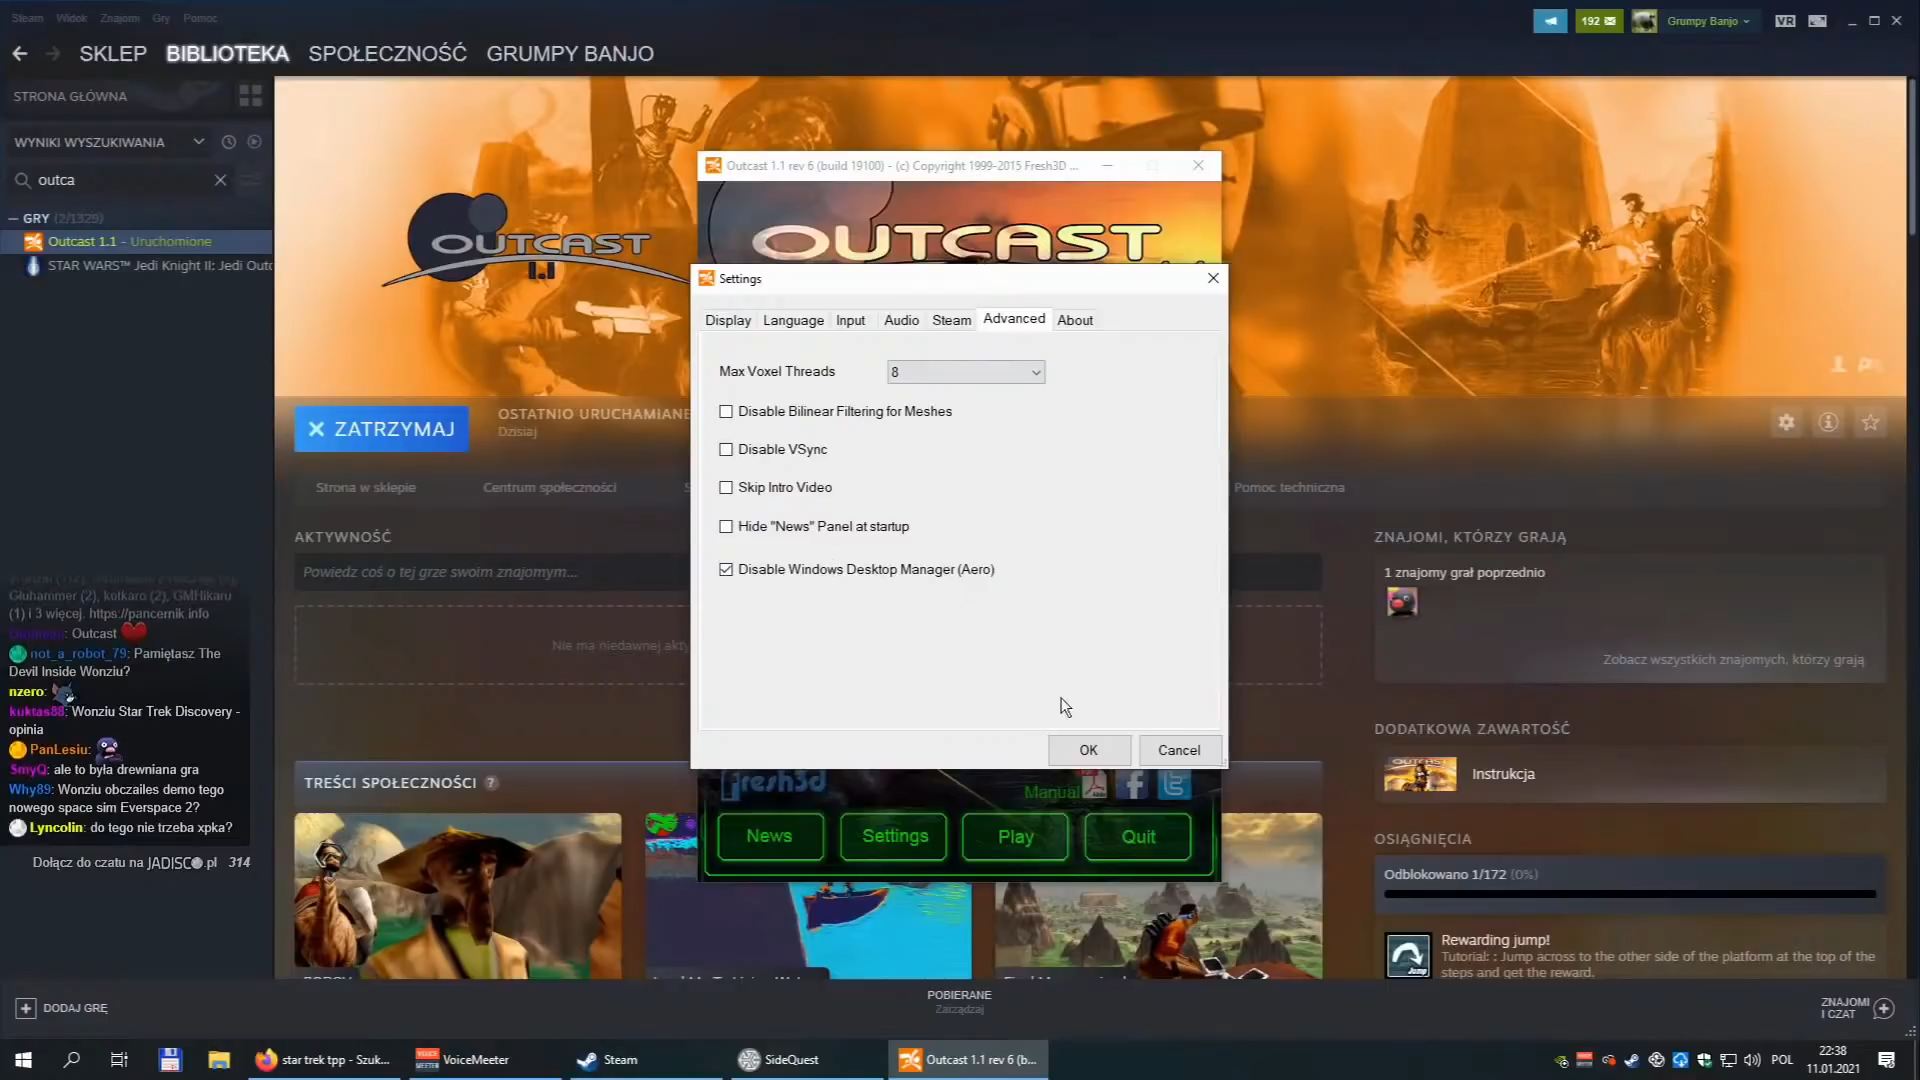 Steam Widok Znajomi Gry Pomoc
192
Grumpy Banjo
VR
SKLEP BIBLIOTEKA SPOŁECZNOŚĆ GRUMPY BANJO
STRONA GŁÓWNA
WYNIKI WYSZUKIWANIA
outca
GRY (2/1329)
Outcast 1.1 - Uruchomione
STAR WARS™ Jedi Knight II: Jedi Outc
OUTCAST
1.1
Outcast 1.1 rev 6 (build 19100) - (c) Copyright 1999-2015 Fresh3D ...
OUTCAST
Settings
Display Language Input Audio Steam Advanced About
Max Voxel Threads 8
Disable Bilinear Filtering for Meshes
Disable VSync
Skip Intro Video
Hide "News" Panel at startup
Disable Windows Desktop Manager (Aero)
OK Cancel
fresh3d
Manual
News Settings Play Quit
ZATRZYMAJ
OSTATNIO URUCHAMIANE
Dzisiaj
Strona w sklepie Centrum społeczności S Pomoc techniczna
AKTYWNOŚĆ
Powiedz coś o tej grze swoim znajomym...
Nie ma niedawnej akty
TREŚCI SPOŁECZNOŚCI ?
ZNAJOMI, KTÓRZY GRAJĄ
1 znajomy grał poprzednio
Zobacz wszystkich znajomych, którzy grają
DODATKOWA ZAWARTOŚĆ
Instrukcja
OSIĄGNIĘCIA
Odblokowano 1/172 (0%)
Jump
Rewarding jump!
Tutorial: : Jump across to the other side of the platform at the top of the
steps and get the reward.
Gluhammer (2), kotkaro (2), GMHikaru
(1) i 3 więcej. https://pancernik.info
: Outcast
not_a_robot_79: Pamiętasz The
Devil Inside Wonziu?
nzero:
kuktas88: Wonziu Star Trek Discovery -
opinia
PanLesiu:
SmyQ: ale to była drewniana gra
Why89: Wonziu obczaiłes demo tego
nowego space sim Everspace 2?
Lyncolin: do tego nie trzeba xpka?
Dołącz do czatu na JADISCO.pl 314
DODAJ GRĘ
POBIERANE
Zarządzaj
ZNAJOMI
I CZAT
star trek tpp - Szuk...
VoiceMeeter
Steam
SideQuest
Outcast 1.1 rev 6 (b...
POL
22:38
11.01.2021